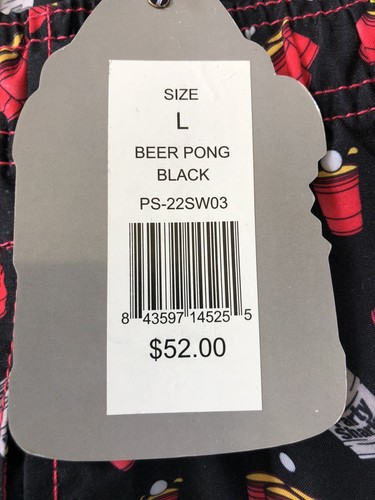 SIZE
L
BEER PONG
BLACK
PS-22SW03
8 43597 14525 5
$52.00